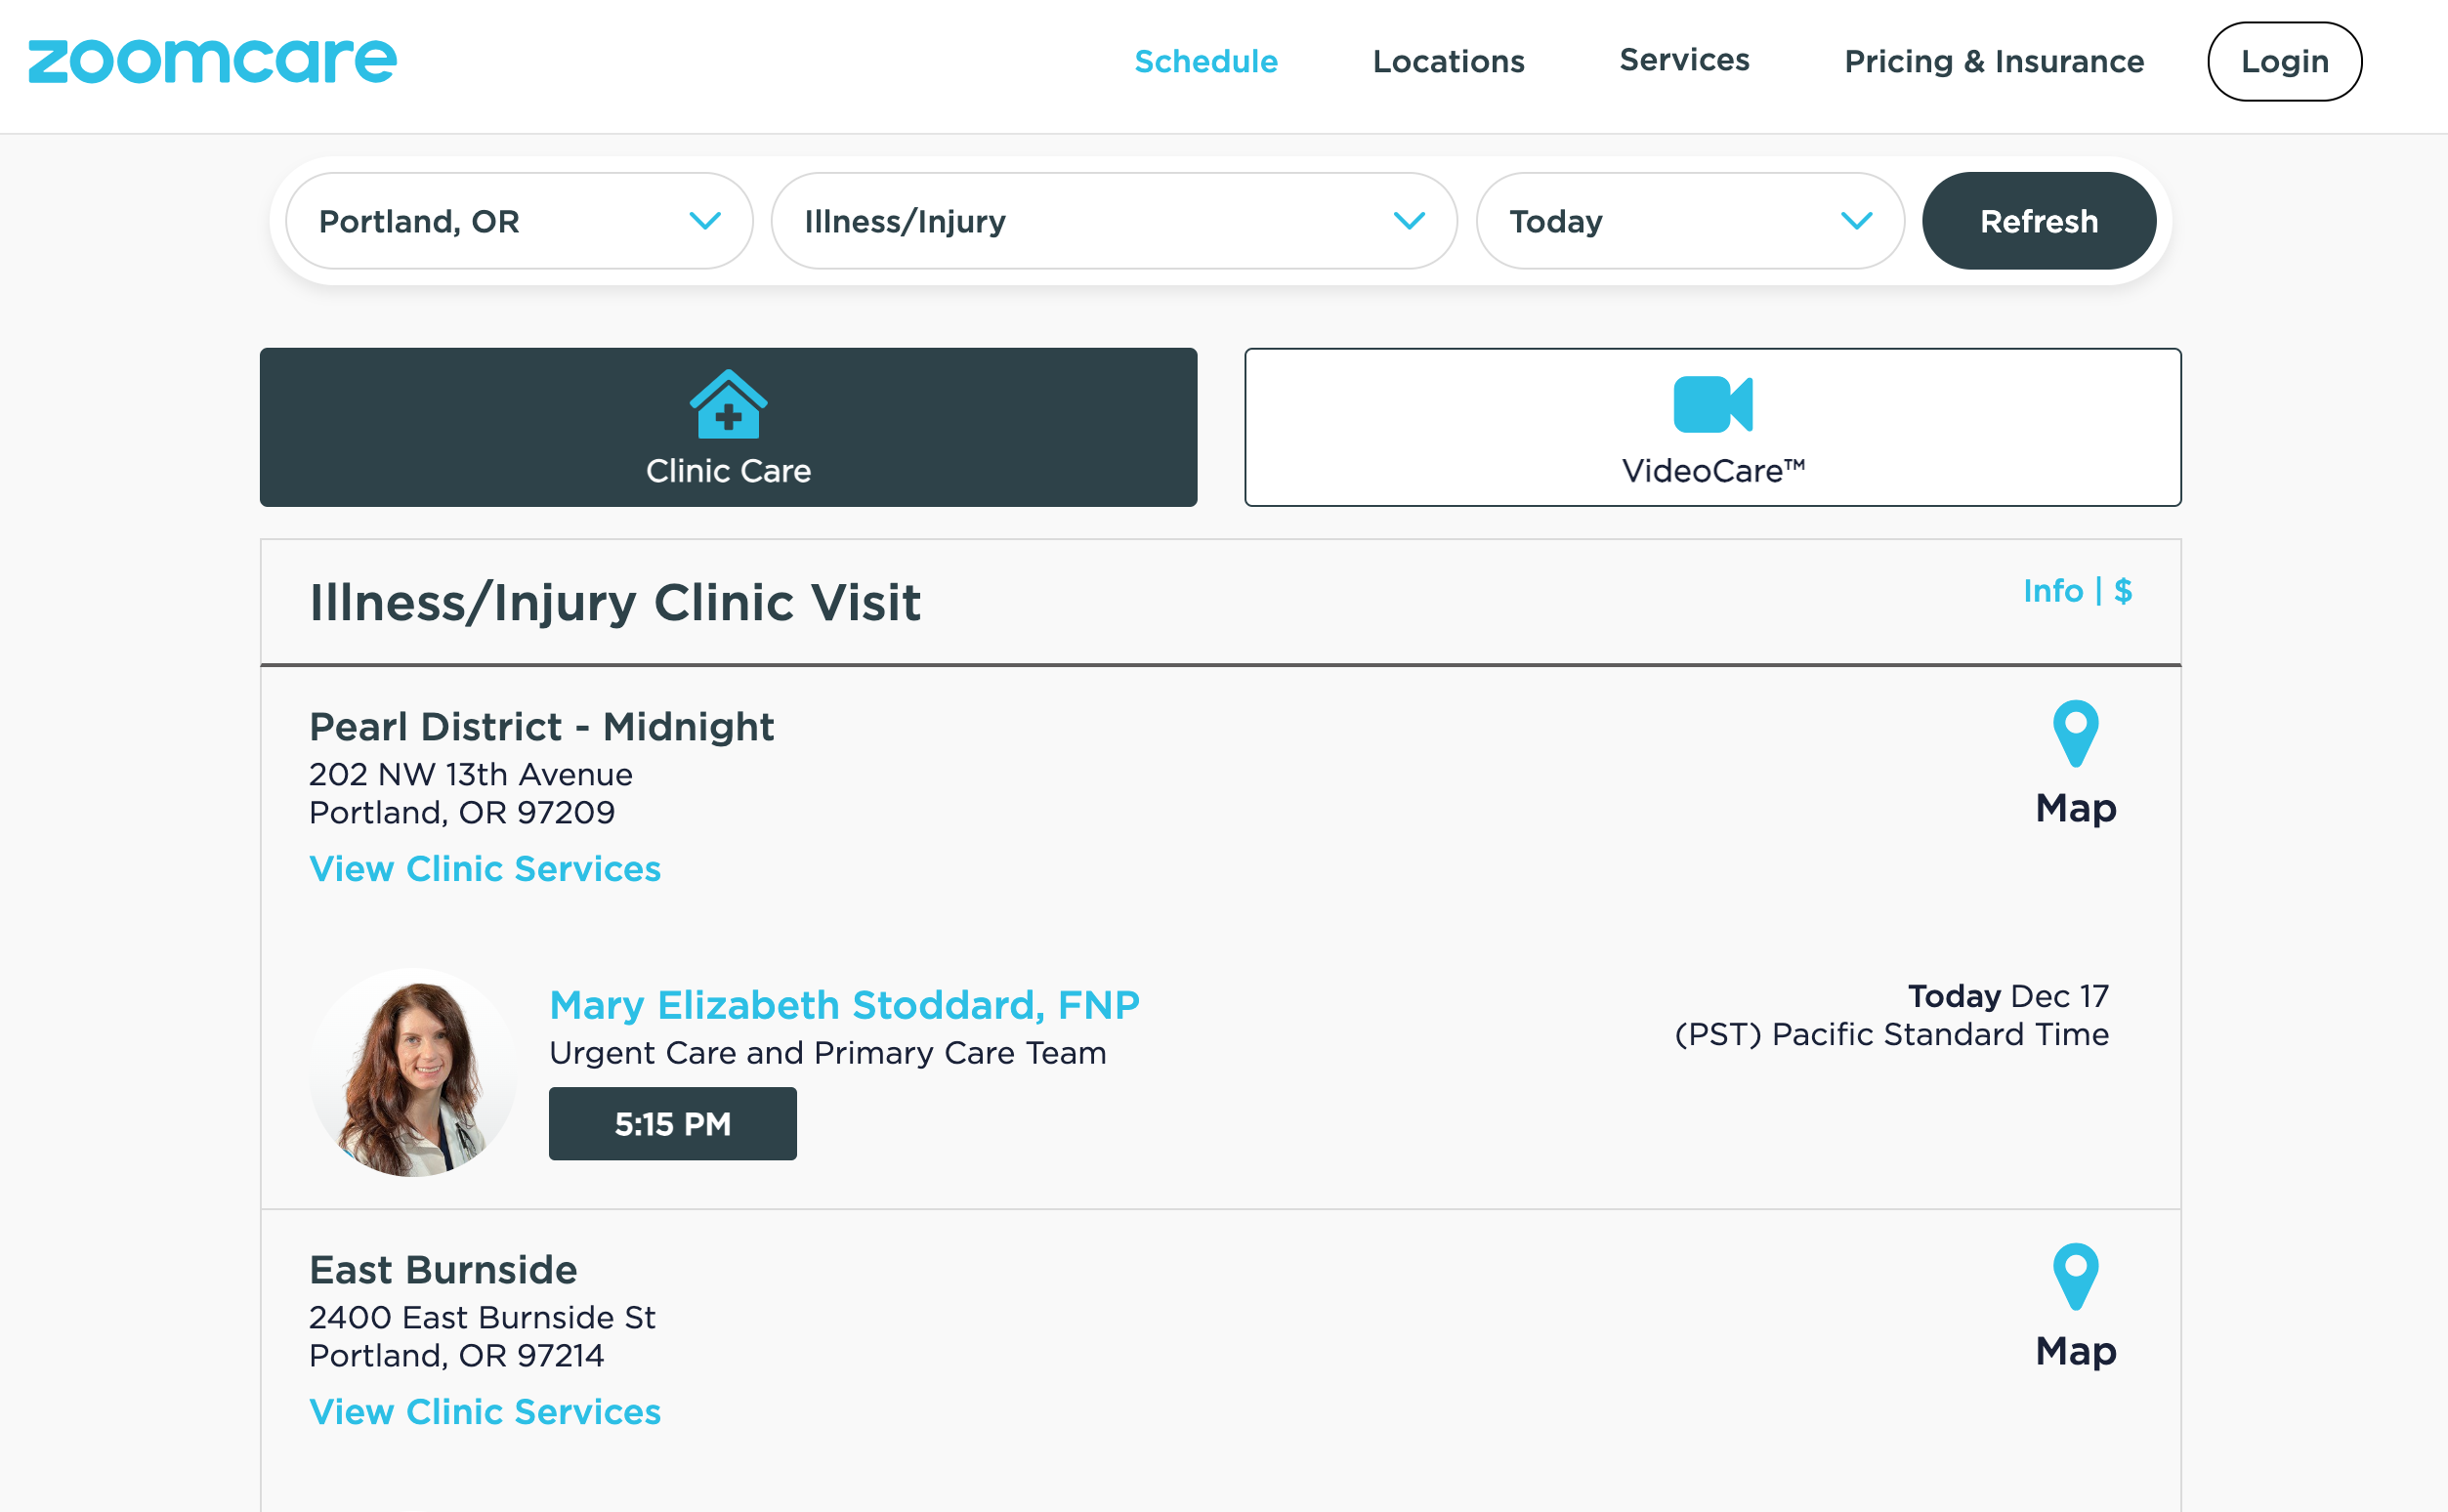 zoomcare
Schedule
Locations
Services
Pricing & Insurance
Login
Portland, OR
Illness/Injury
Today
Refresh
Clinic Care
VideoCare™
Illness/Injury Clinic Visit
Info | $
Pearl District - Midnight
202 NW 13th Avenue
Portland, OR 97209
View Clinic Services
Map
Mary Elizabeth Stoddard, FNP
Urgent Care and Primary Care Team
5:15 PM
Today Dec 17
(PST) Pacific Standard Time
East Burnside
2400 East Burnside St
Portland, OR 97214
View Clinic Services
Map